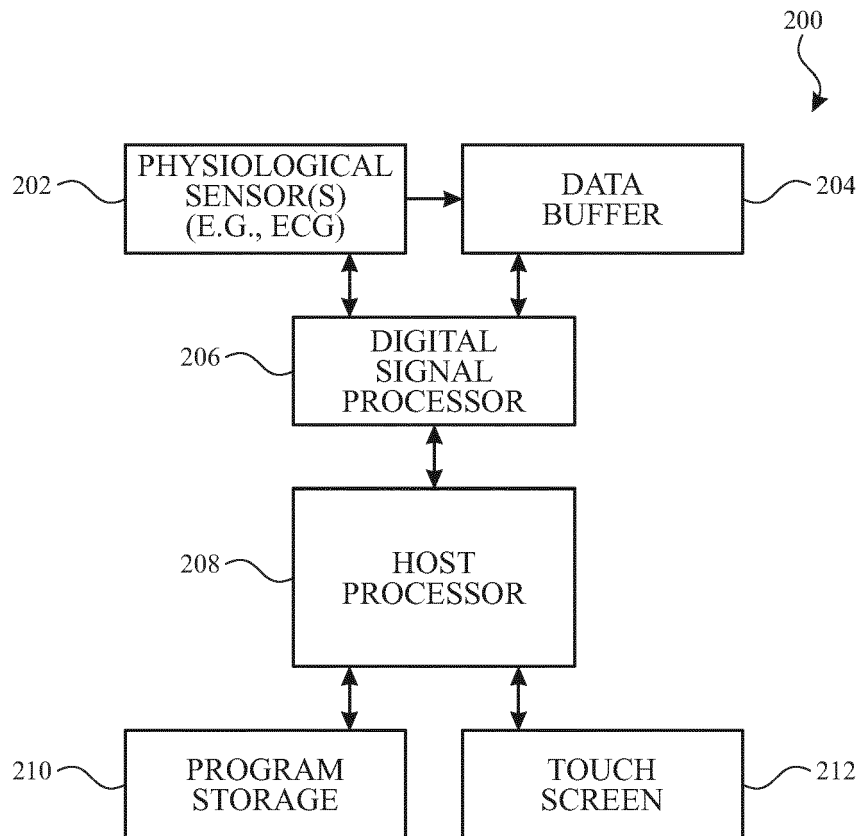 200
202
PHYSIOLOGICAL
SENSOR(S)
(E.G., ECG)
DATA
BUFFER
204
206
DIGITAL
SIGNAL
PROCESSOR
208
HOST
PROCESSOR
210
PROGRAM
STORAGE
TOUCH
SCREEN
212